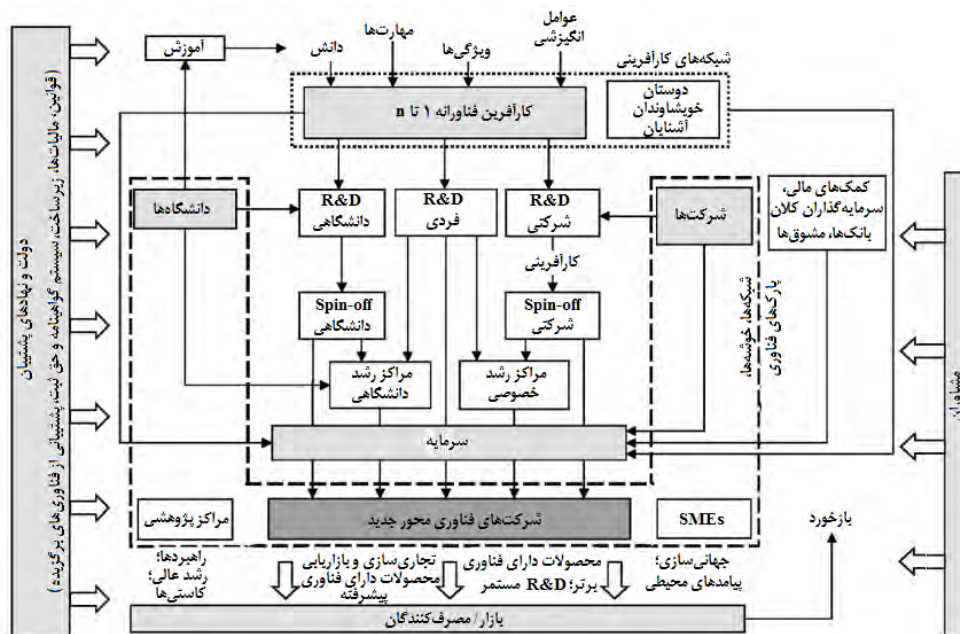 دولت و نهادهای پشتیبان
(قوانین، مالیات‌ها، زیرساخت، سیستم گواهینامه و حق ثبت، پشتیبانی از فناوری‌های برگزیده)
آموزش
دانش
مهارت‌ها
ویژگی‌ها
عوامل
انگیزشی
شبکه‌های کارآفرینی
کارآفرین فناورانه ۱ تا n
دوستان
خویشاوندان
آشنایان
دانشگاه‌ها
R&D
دانشگاهی
R&D
فردی
R&D
شرکتی
شرکت‌ها
کمک‌های مالی،
سرمایه‌گذاران کلان
بانک‌ها، مشوق‌ها
کارآفرینی
Spin-off
دانشگاهی
Spin-off
شرکتی
شبکه‌ها، خوشه‌ها،
پارک‌های فناوری
مراکز رشد
دانشگاهی
مراکز رشد
خصوصی
سرمایه
مراکز پژوهشی
شرکت‌های فناوری محور جدید
SMEs
بازخورد
راهبردها؛
رشد عالی؛
کاستی‌ها
تجاری‌سازی و بازاریابی
محصولات دارای فناوری
پیشرفته
محصولات دارای فناوری
برتر؛ R&D مستمر
جهانی‌سازی؛
پیامدهای محیطی
بازار/ مصرف‌کنندگان
مشاوران